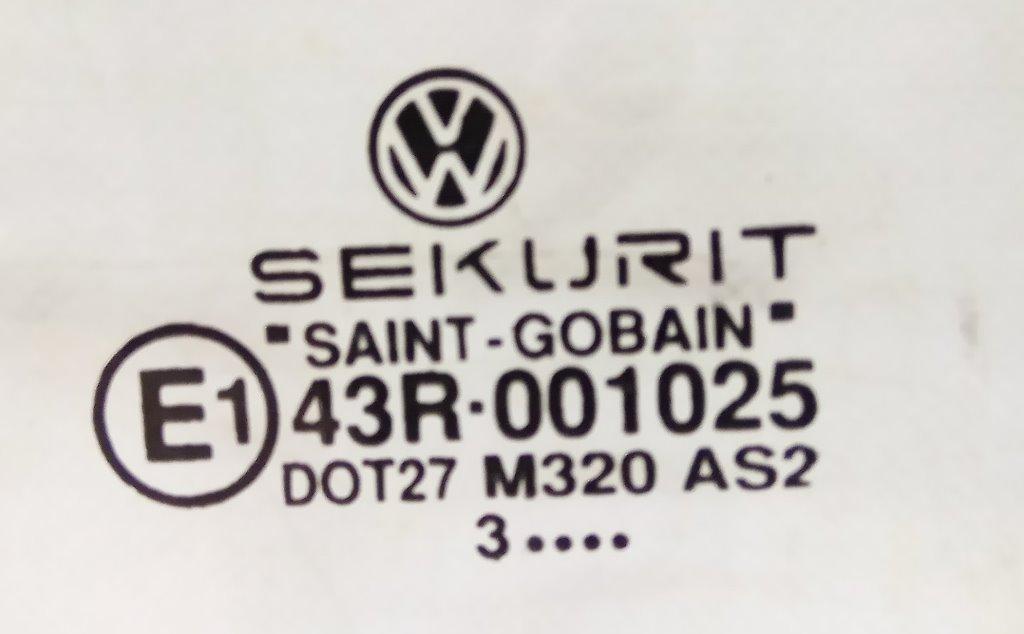 SEKURIT
"SAINT-GOBAIN"
E1 43R·001025
DOT27 M320 AS2
3 ••••